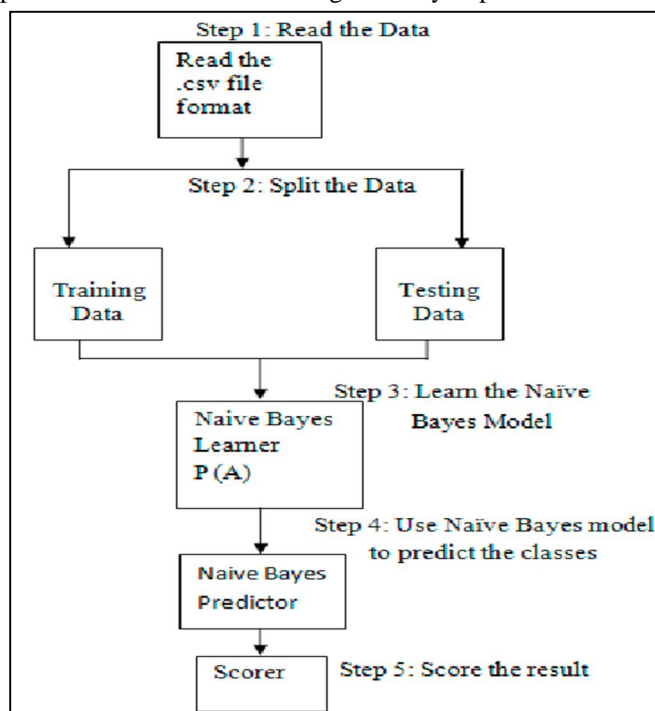 Step 1: Read the Data
Read the
.csv file
format
Step 2: Split the Data
Training
Data
Testing
Data
Step 3: Learn the Naïve
Bayes Model
Naive Bayes
Learner
P (A)
Step 4: Use Naïve Bayes model
to predict the classes
Naive Bayes
Predictor
Scorer
Step 5: Score the result